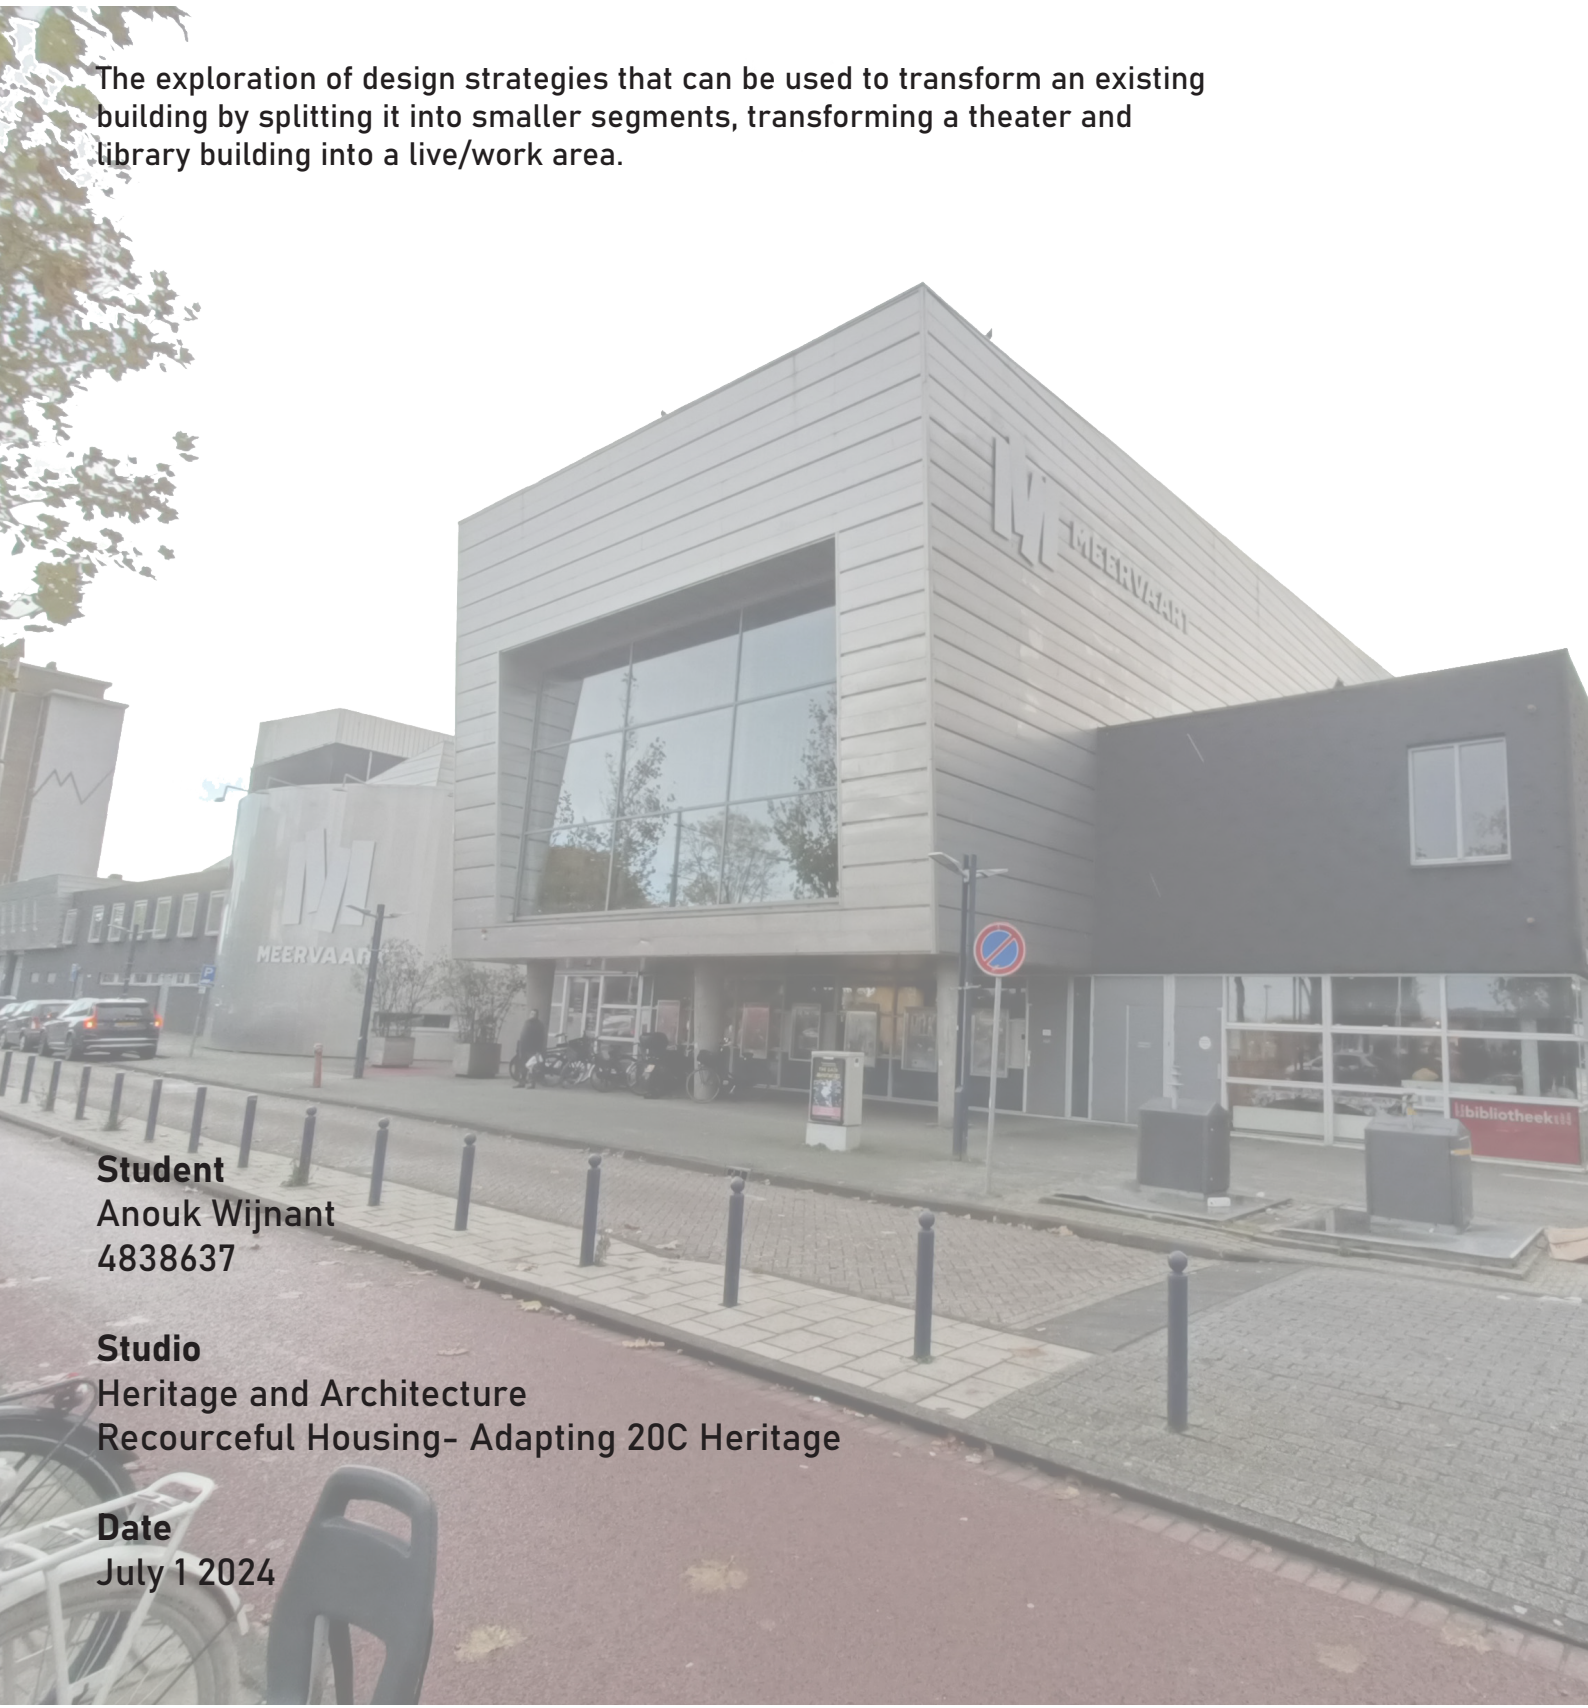 The exploration of design strategies that can be used to transform an existing
building by splitting it into smaller segments, transforming a theater and
library building into a live/work area.
MEERVAART
MEERVAAR
P
bibliotheek
Student
Anouk Wijnant
4838637
Studio
Heritage and Architecture
Recourceful Housing- Adapting 20C Heritage
Date
July 1 2024